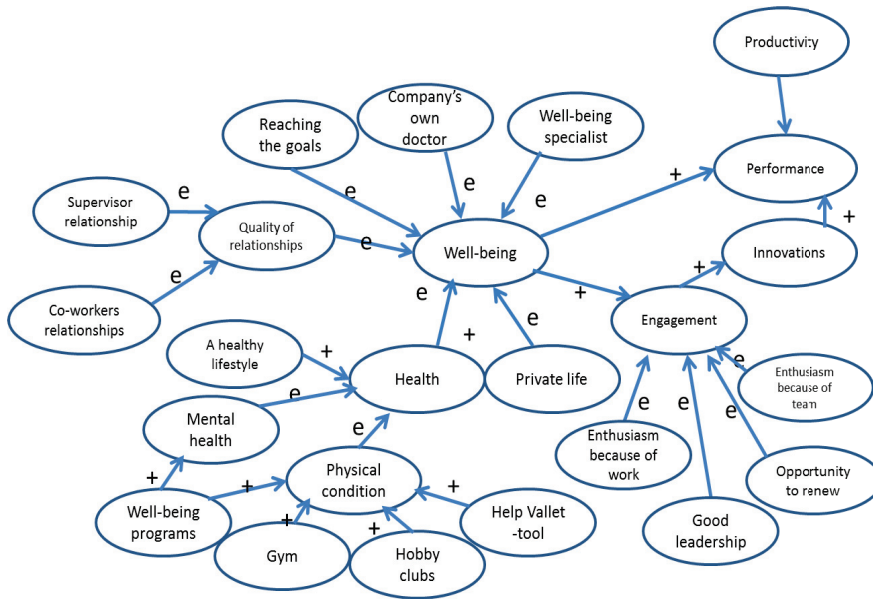 Productivity
Company's
own
doctor
Reaching
the goals
Well-being
specialist
Performance
+
e
e
e
Supervisor
relationship
e
Quality of
relationships
e
Well-being
+
Innovations
+
e
Co-workers
relationships
e
+
+
Engagement
e
A healthy
lifestyle
+
Health
Private life
e
Enthusiasm
because of
team
Mental
health
e
e
e
e
Enthusiasm
because of
work
e
Physical
condition
Opportunity
to renew
+
+
+
Well-being
programs
Help Vallet
-tool
Good
leadership
+
+
Gym
Hobby
clubs